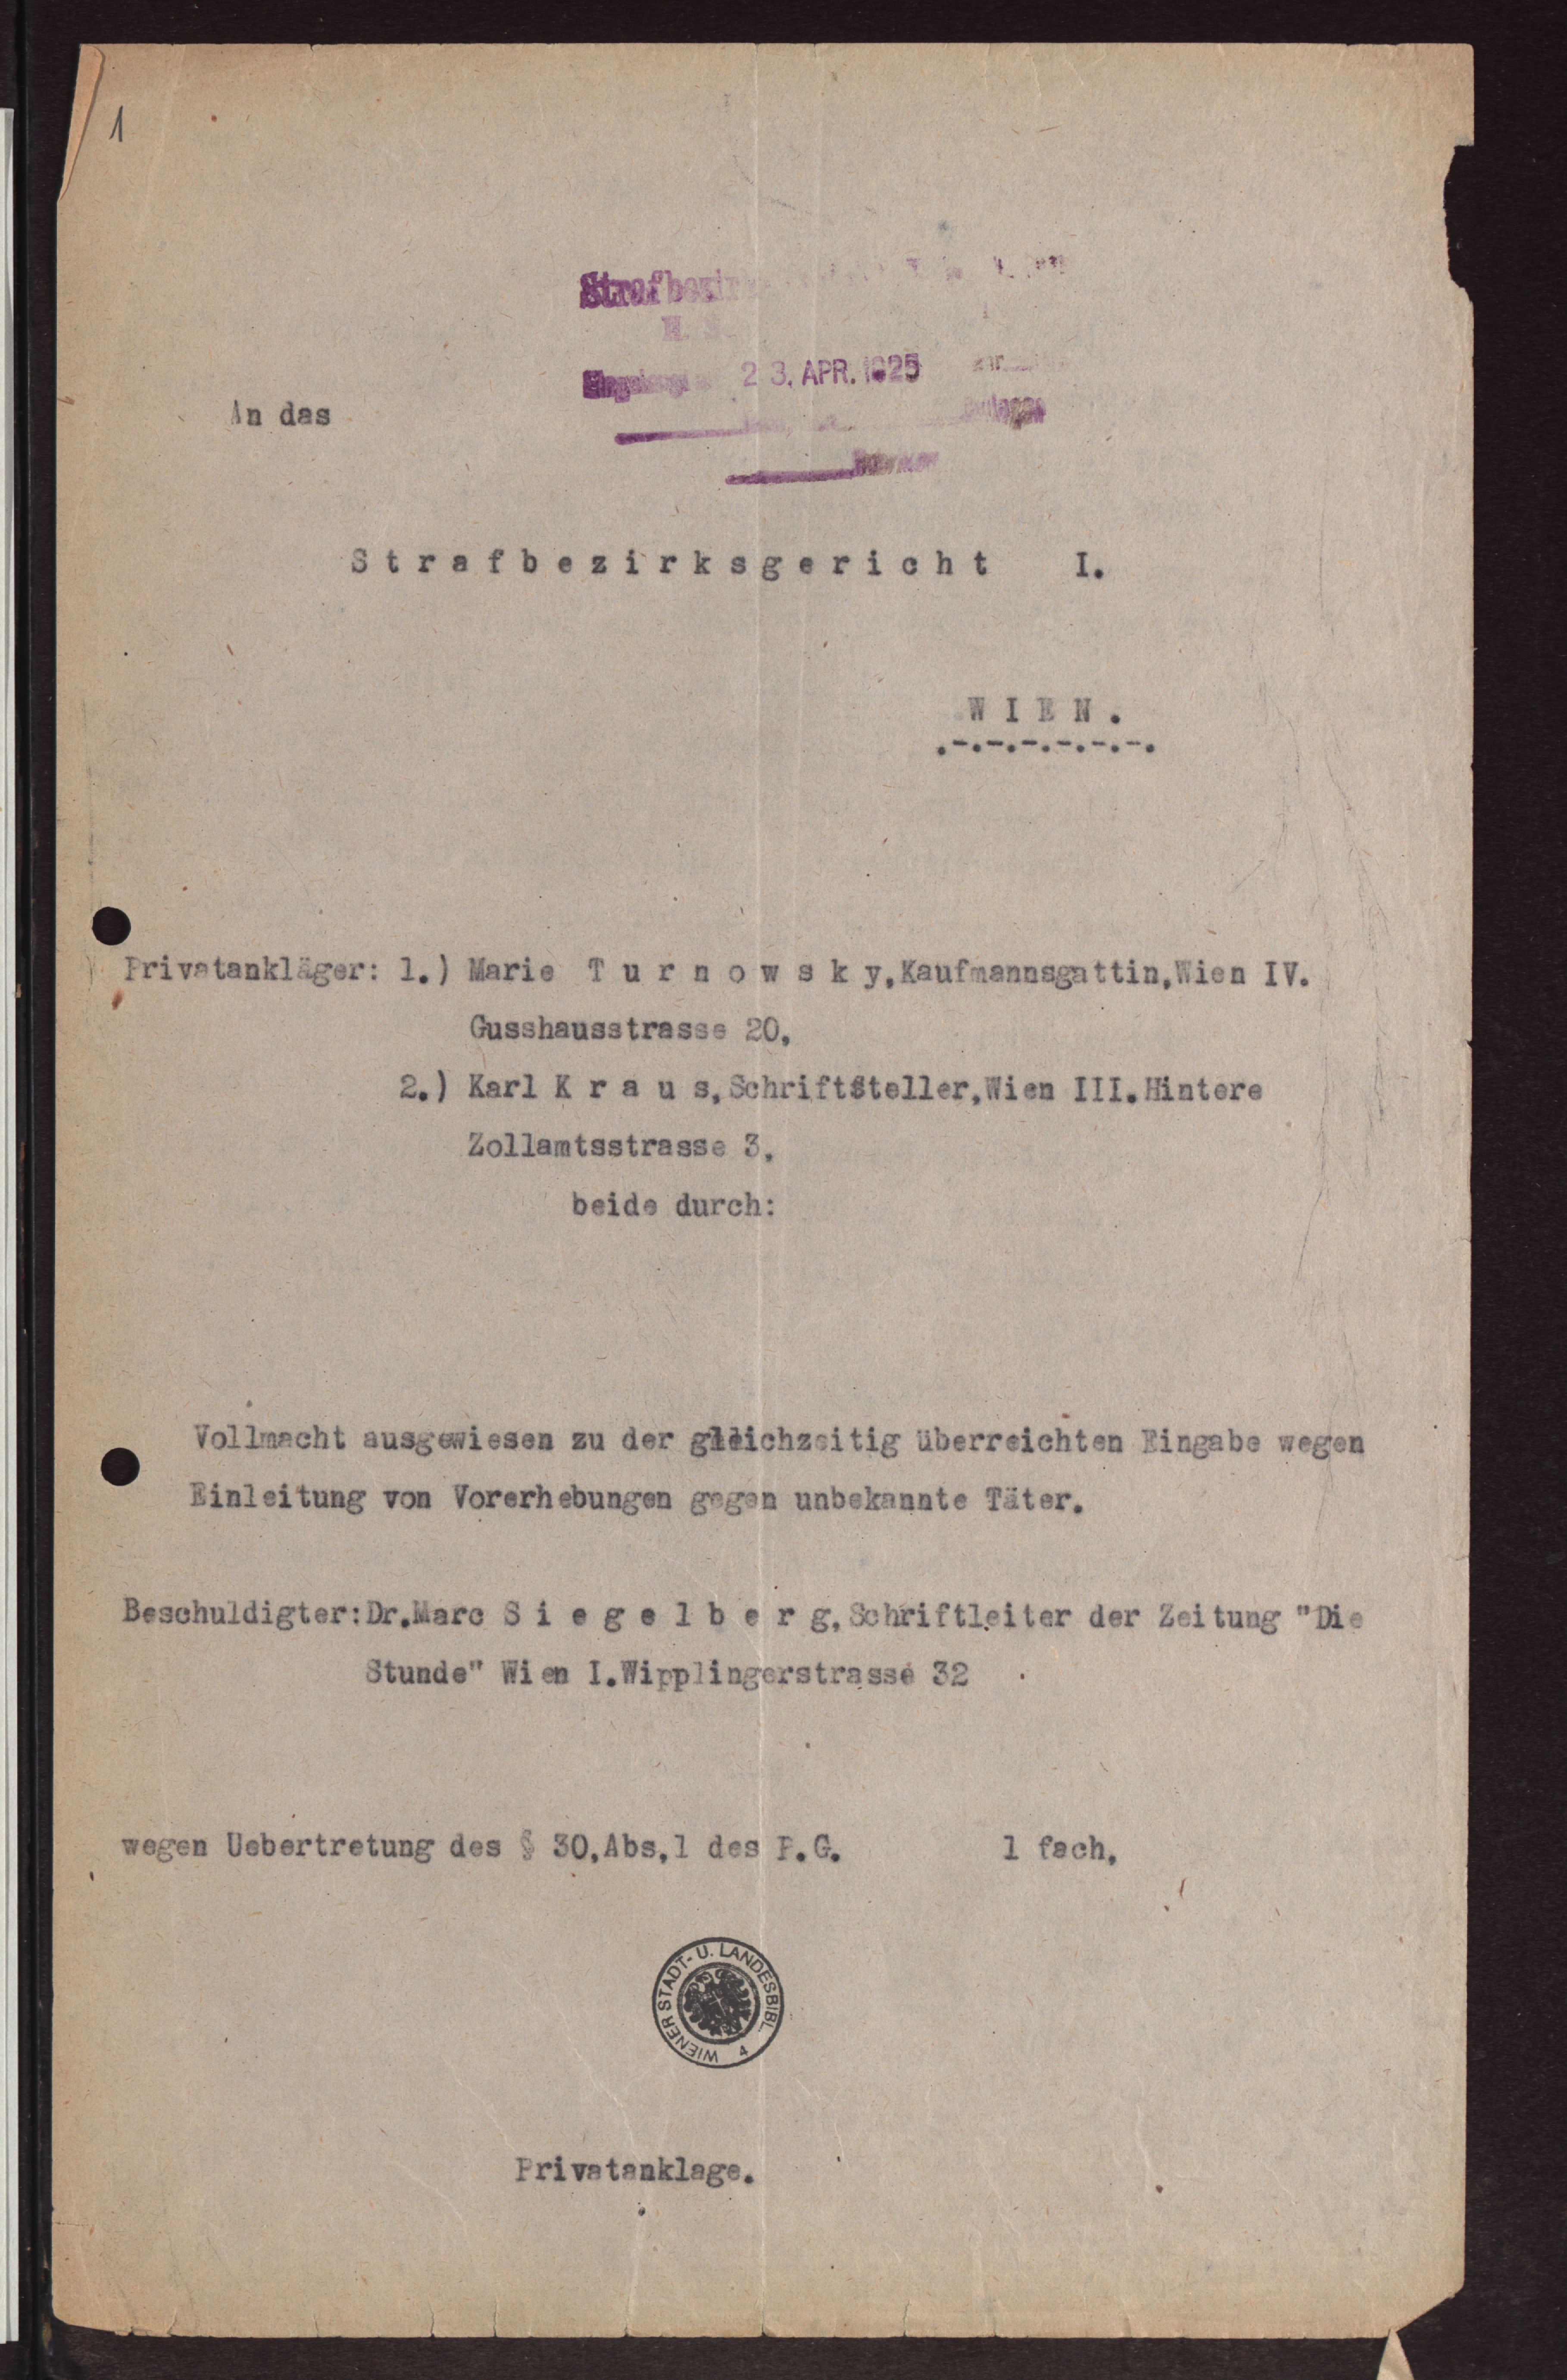 1
23. APR. 1925
An das
Strafbezirksgericht I.
WIEN.
.-.-.-.-.-.-.
Privatankläger: 1.) Marie Turnowsky, Kaufmannsgattin, Wien IV.
Gusshausstrasse 20,
2.) Karl Kraus, Schriftsteller, Wien III. Hintere
Zollamtsstrasse 3.
beide durch:
Vollmacht ausgewiesen zu der gleichzeitig überreichten Eingabe wegen
Einleitung von Vorerhebungen gegen unbekannte Täter.
Beschuldigter: Dr. Marc Siegelberg, Schriftleiter der Zeitung "Die
Stunde" Wien I. Wipplingerstrasse 32
wegen Uebertretung des § 30, Abs, 1 des P.G. 1 fach,
WIENER STADT- U. LANDESBIBL. 4
Privatanklage.